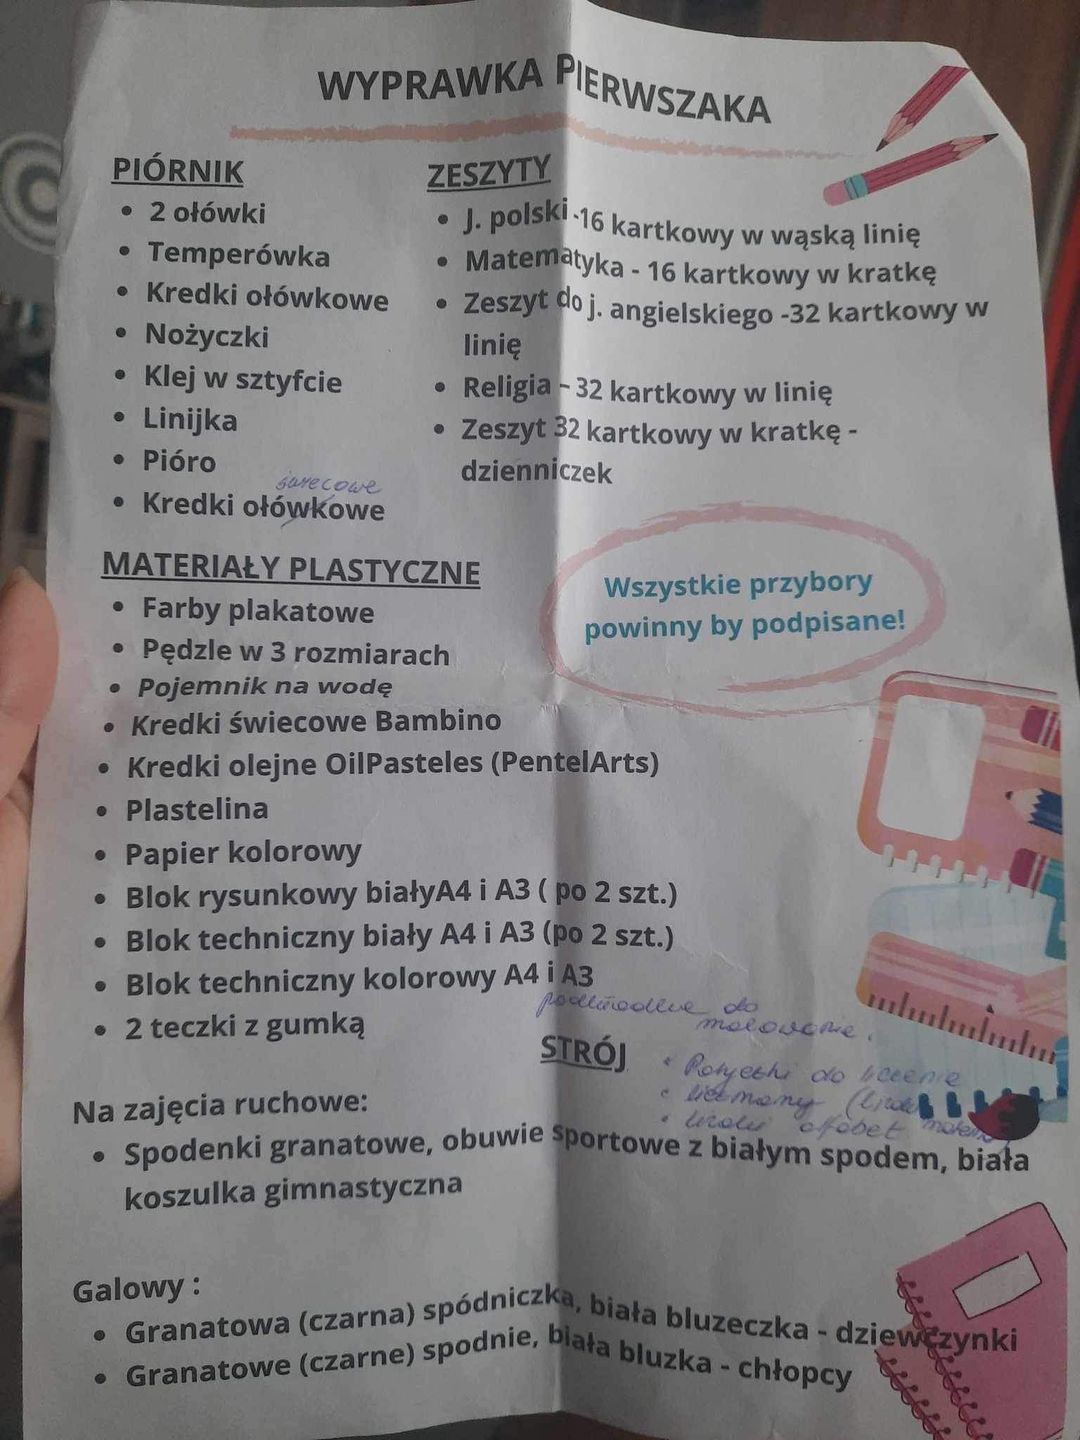 WYPRAWKA PIERWSZAKA
PIÓRNIK
• 2 ołówki
• Temperówka
• Kredki ołówkowe
• Nożyczki
• Klej w sztyfcie
• Linijka
• Pióro
świecowe
• Kredki ołówkowe
ZESZYTY
• J. polski -16 kartkowy w wąską linię
• Matematyka - 16 kartkowy w kratkę
• Zeszyt do j. angielskiego -32 kartkowy w
linię
• Religia - 32 kartkowy w linię
• Zeszyt 32 kartkowy w kratkę -
dzienniczek
MATERIAŁY PLASTYCZNE
• Farby plakatowe
• Pędzle w 3 rozmiarach
• Pojemnik na wodę
• Kredki świecowe Bambino
• Kredki olejne OilPasteles (PentelArts)
• Plastelina
• Papier kolorowy
• Blok rysunkowy białyA4 i A3 ( po 2 szt.)
• Blok techniczny biały A4 i A3 (po 2 szt.)
• Blok techniczny kolorowy A4 i A3
• 2 teczki z gumką
Wszystkie przybory
powinny by podpisane!
podkładka do
malowania.
STRÓJ
• Patyczki do liczenia
• liczmany
• alfabet
Na zajęcia ruchowe:
• Spodenki granatowe, obuwie sportowe z białym spodem, biała
koszulka gimnastyczna
Galowy :
• Granatowa (czarna) spódniczka, biała bluzeczka - dziewczynki
• Granatowe (czarne) spodnie, biała bluzka - chłopcy